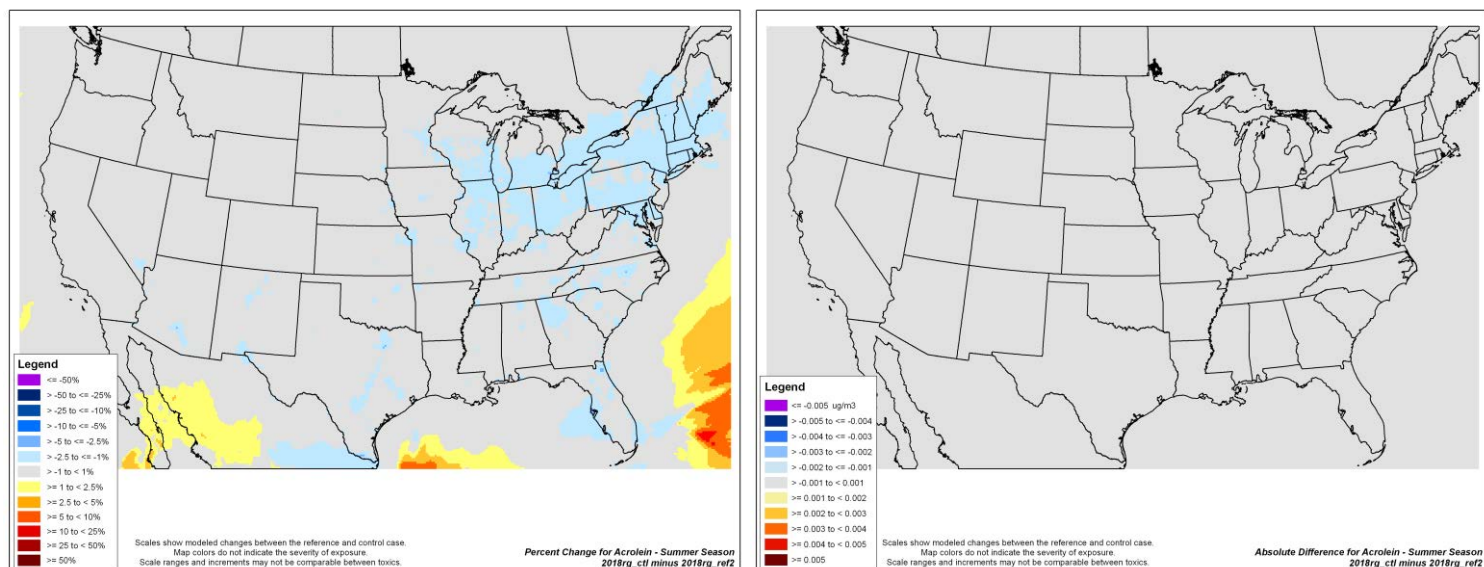 Legend
<= -50%
> -50 to <= -25%
> -25 to <= -10%
> -10 to <= -5%
> -5 to <= -2.5%
> -2.5 to <= -1%
> -1 to < 1%
>= 1 to < 2.5%
>= 2.5 to < 5%
>= 5 to < 10%
>= 10 to < 25%
>= 25 to < 50%
>= 50%
Scales show modeled changes between the reference and control case.
Map colors do not indicate the severity of exposure.
Scale ranges and increments may not be comparable between toxics.
Percent Change for Acrolein - Summer Season
2018rg_ctl minus 2018rg_ref2
Legend
<= -0.005 ug/m3
> -0.005 to <= -0.004
> -0.004 to <= -0.003
> -0.003 to <= -0.002
> -0.002 to <= -0.001
> -0.001 to < 0.001
>= 0.001 to < 0.002
>= 0.002 to < 0.003
>= 0.003 to < 0.004
>= 0.004 to < 0.005
>= 0.005
Scales show modeled changes between the reference and control case.
Map colors do not indicate the severity of exposure.
Scale ranges and increments may not be comparable between toxics.
Absolute Difference for Acrolein - Summer Season
2018rg_ctl minus 2018rg_ref2